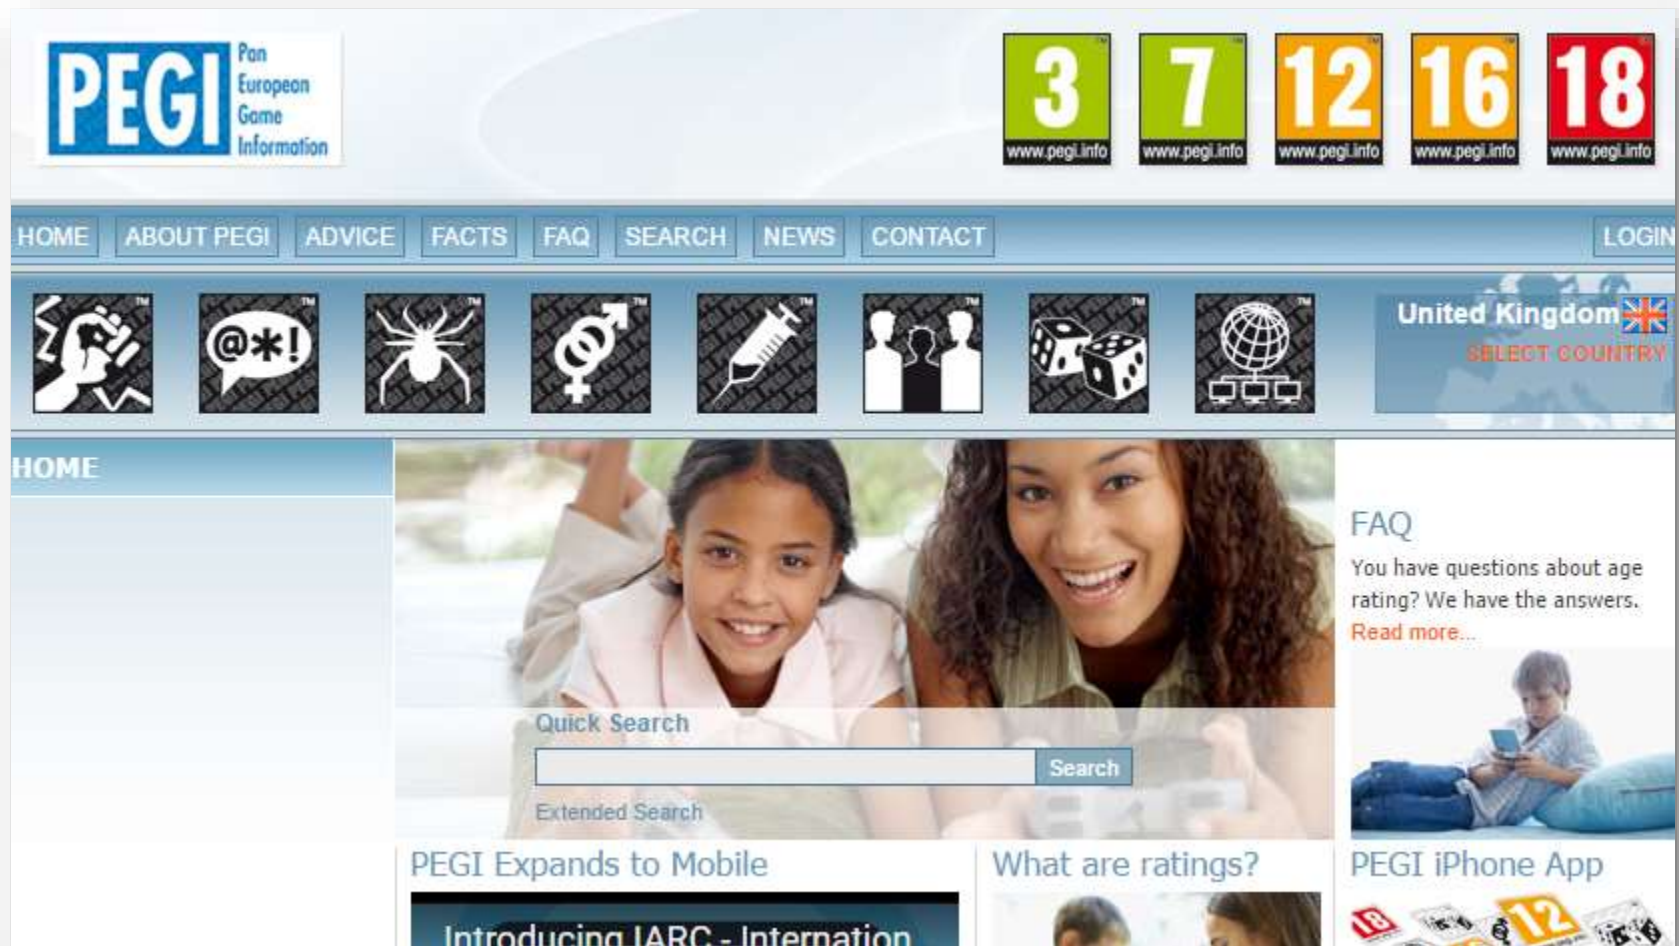 PEGI
Pan
European
Game
Information
3
www.pegi.info
7
www.pegi.info
12
www.pegi.info
16
www.pegi.info
18
www.pegi.info
HOME ABOUT PEGI ADVICE FACTS FAQ SEARCH NEWS CONTACT LOGIN
@*!
United Kingdom
SELECT COUNTRY
HOME
FAQ
You have questions about age
rating? We have the answers.
Read more...
Quick Search
Search
Extended Search
PEGI Expands to Mobile
Introducing IARC - Internation
What are ratings?
PEGI iPhone App
18
12